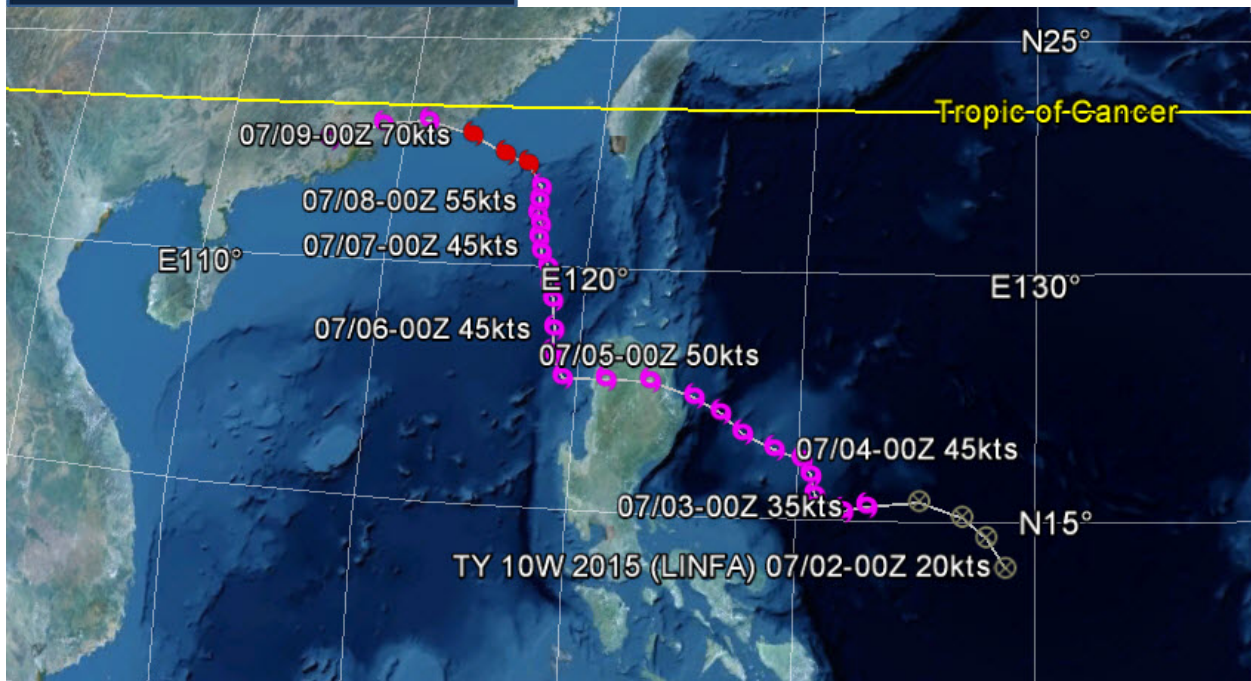 N25°
Tropic of Cancer
07/09-00Z 70kts
07/08-00Z 55kts
07/07-00Z 45kts
E110°
E120°
E130°
07/06-00Z 45kts
07/05-00Z 50kts
07/04-00Z 45kts
07/03-00Z 35kts
N15°
TY 10W 2015 (LINFA) 07/02-00Z 20kts